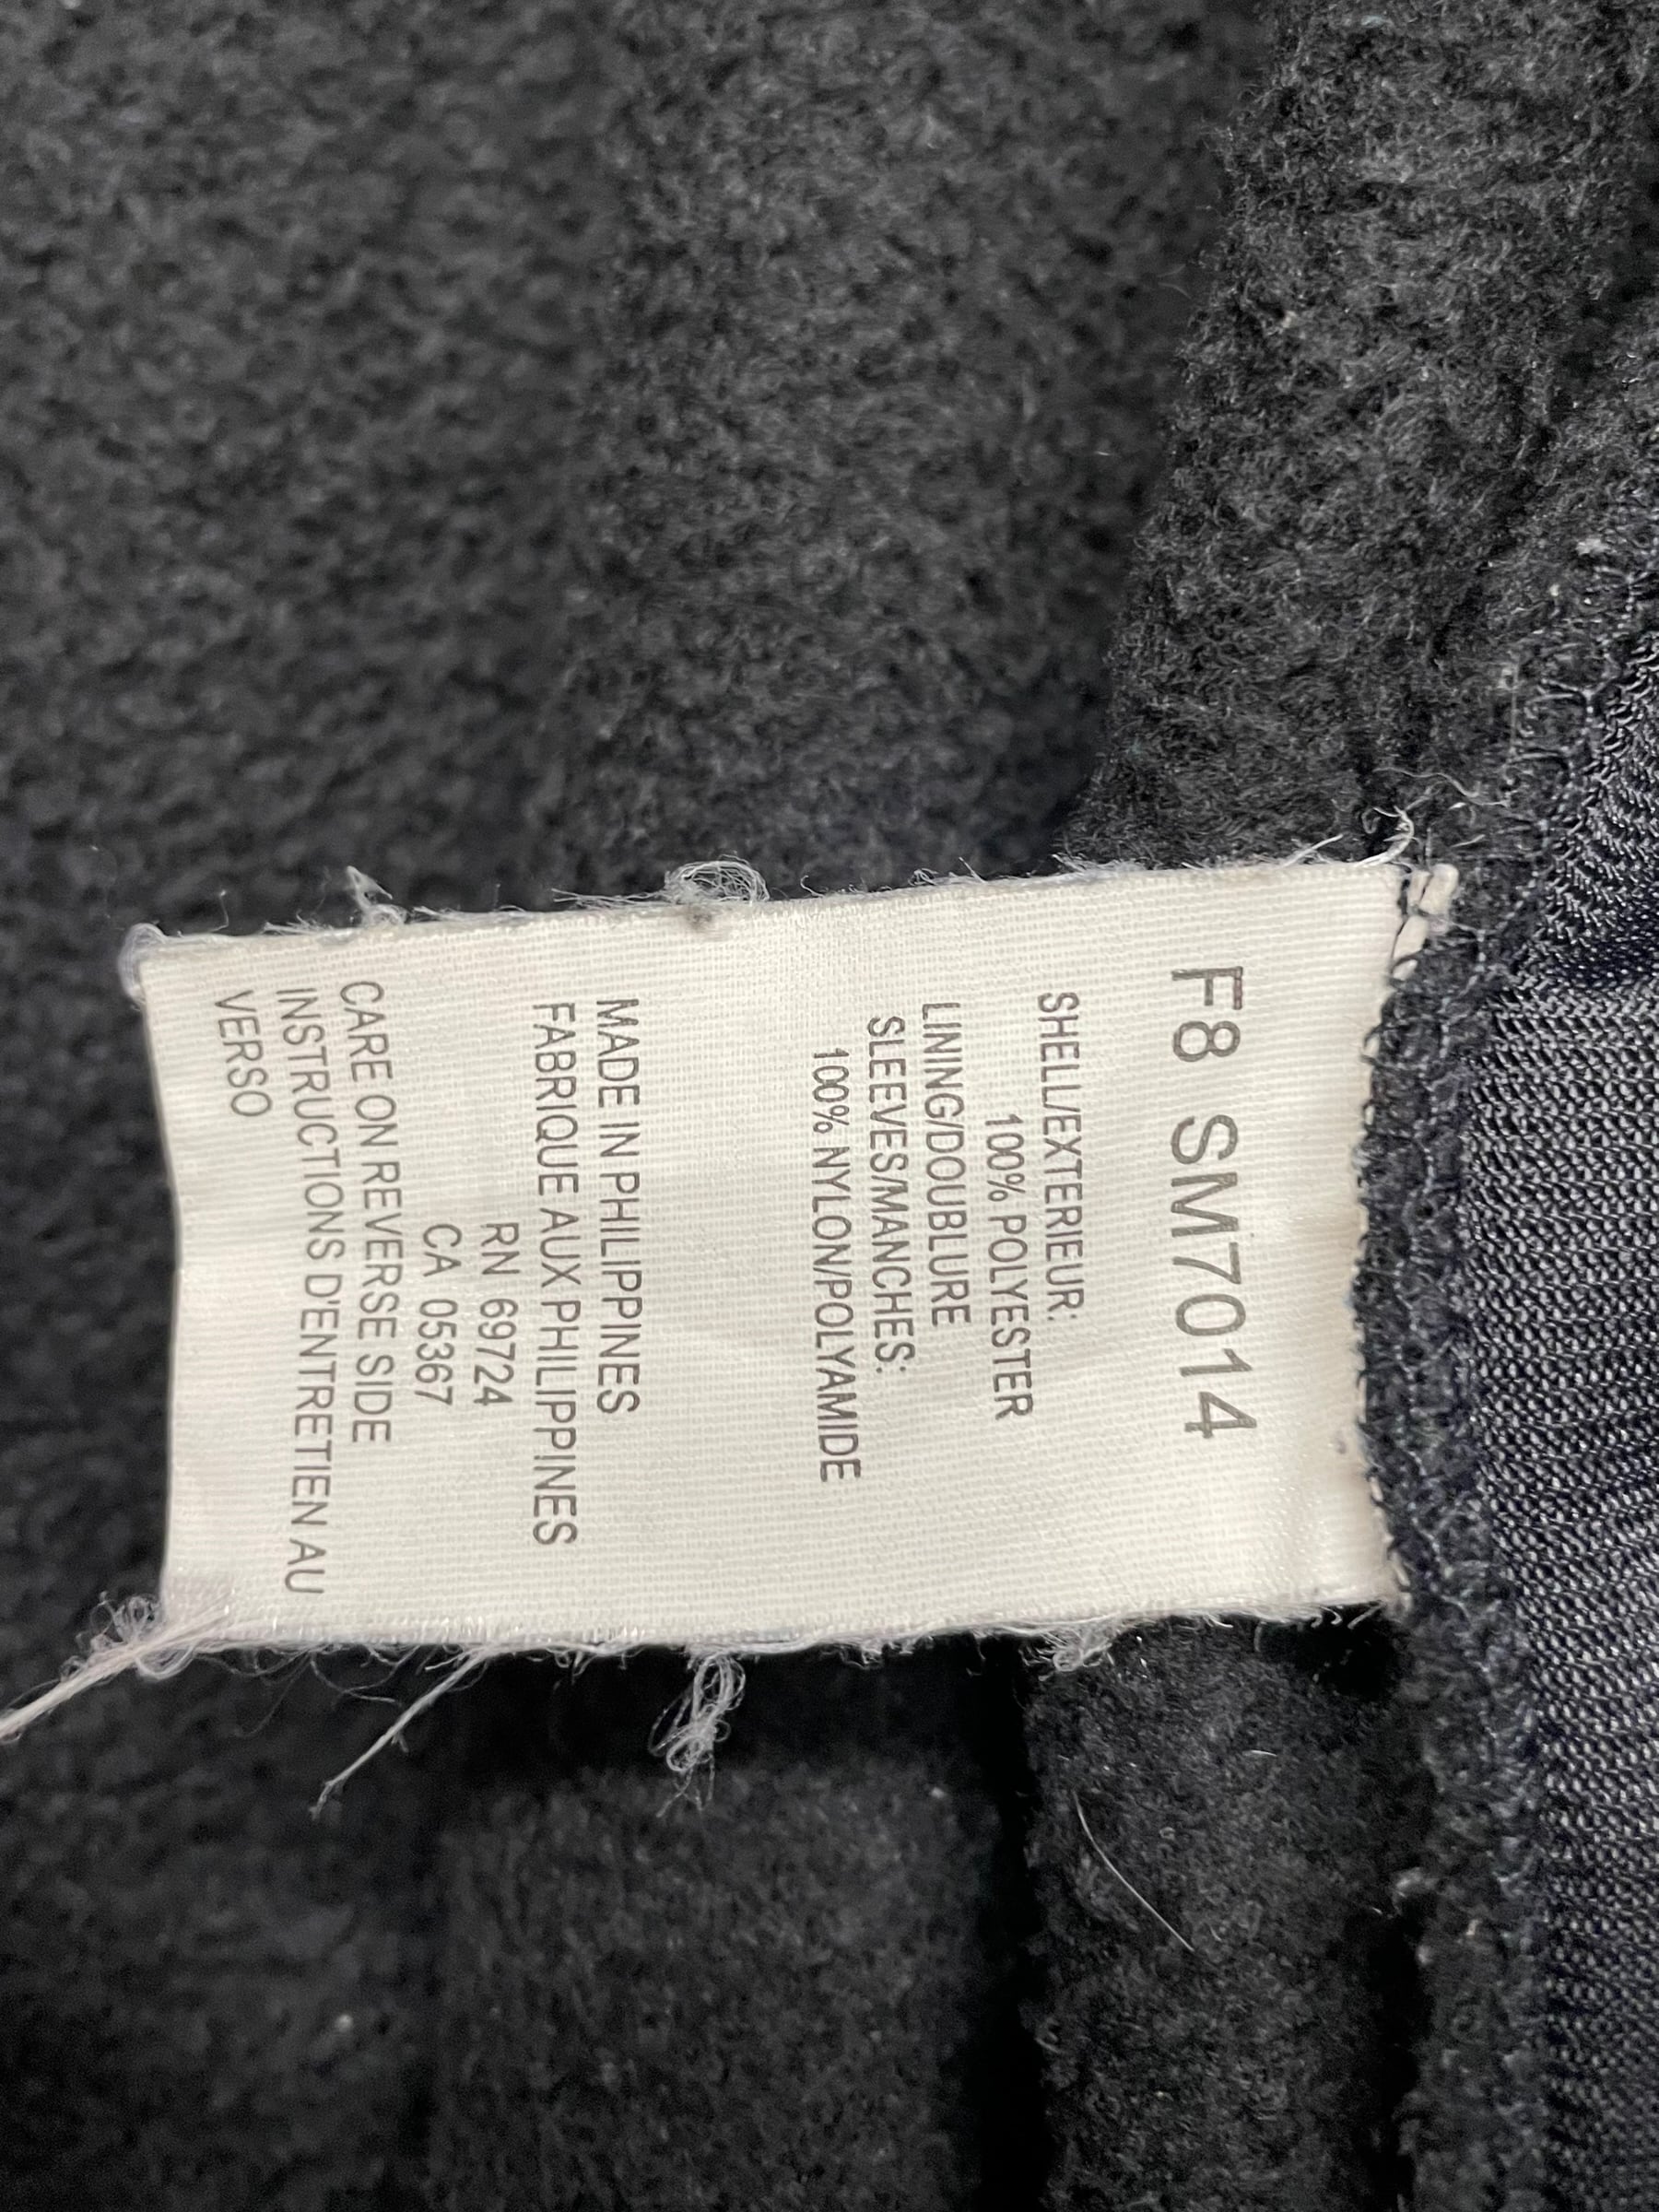 F8 SM7014
SHELL/EXTERIEUR:
100% POLYESTER
LINING/DOUBLURE
SLEEVES/MANCHES:
100% NYLON/POLYAMIDE
MADE IN PHILIPPINES
FABRIQUE AUX PHILIPPINES
RN 69724
CA 05367
CARE ON REVERSE SIDE
INSTRUCTIONS D'ENTRETIEN AU
VERSO